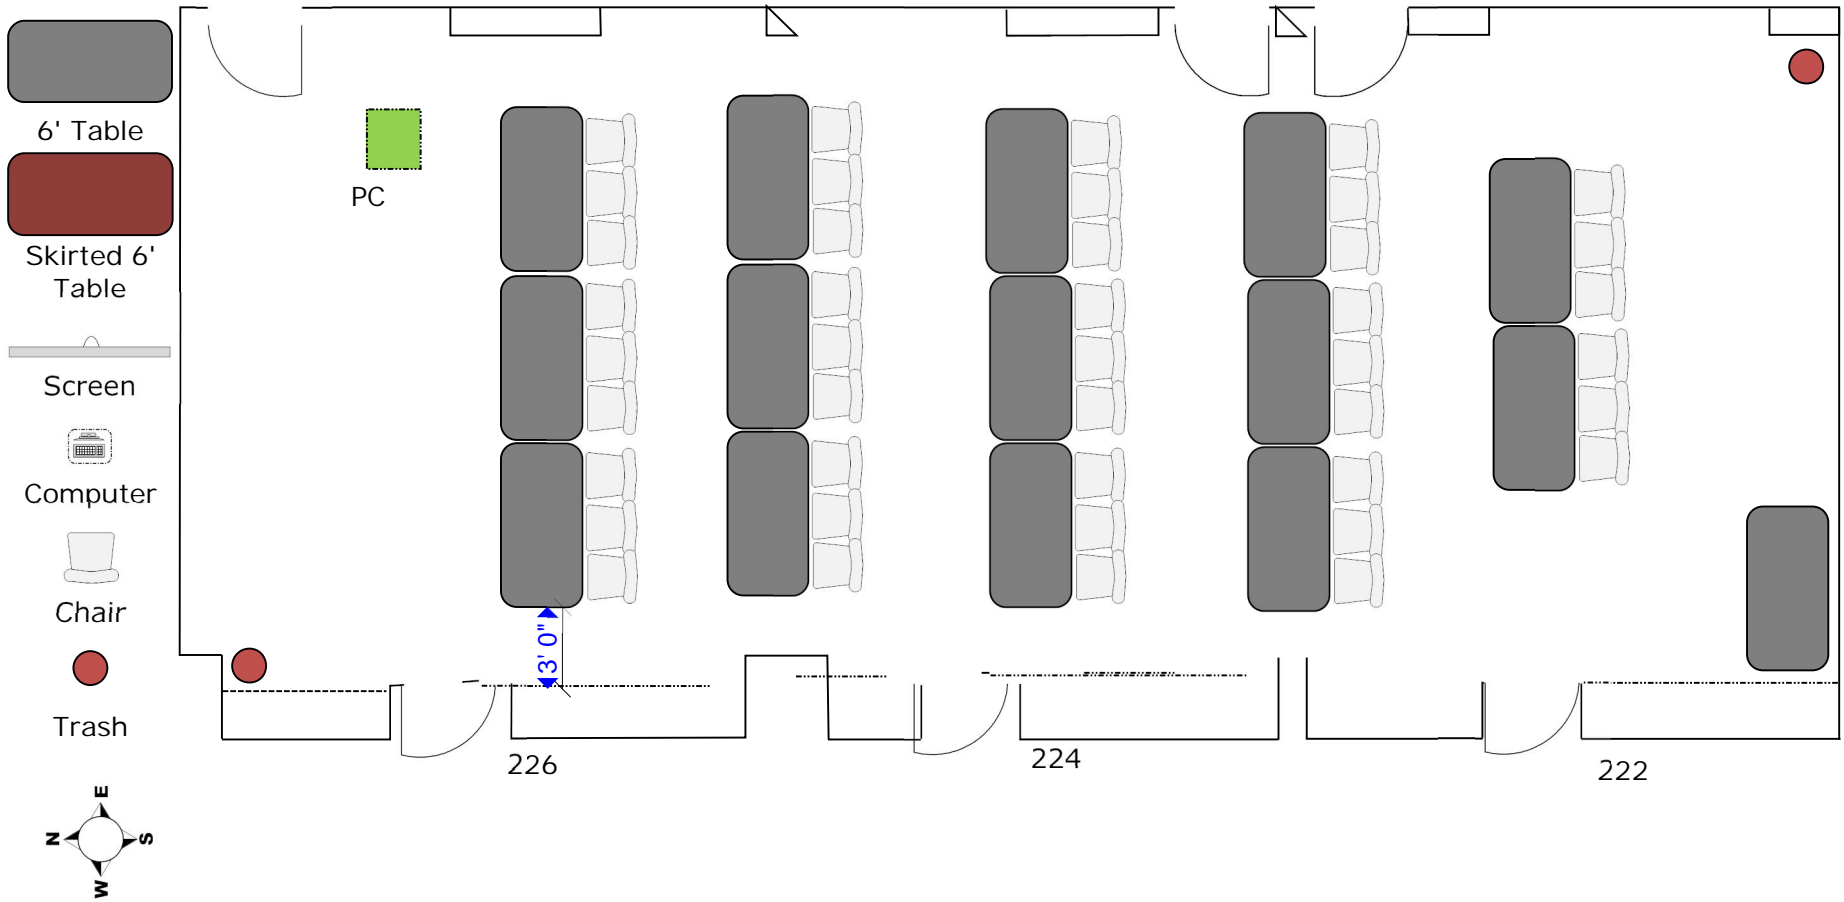 6' Table
Skirted 6'
Table
Screen
Computer
Chair
Trash
E
N
S
W
PC
3' 0"
226
224
222